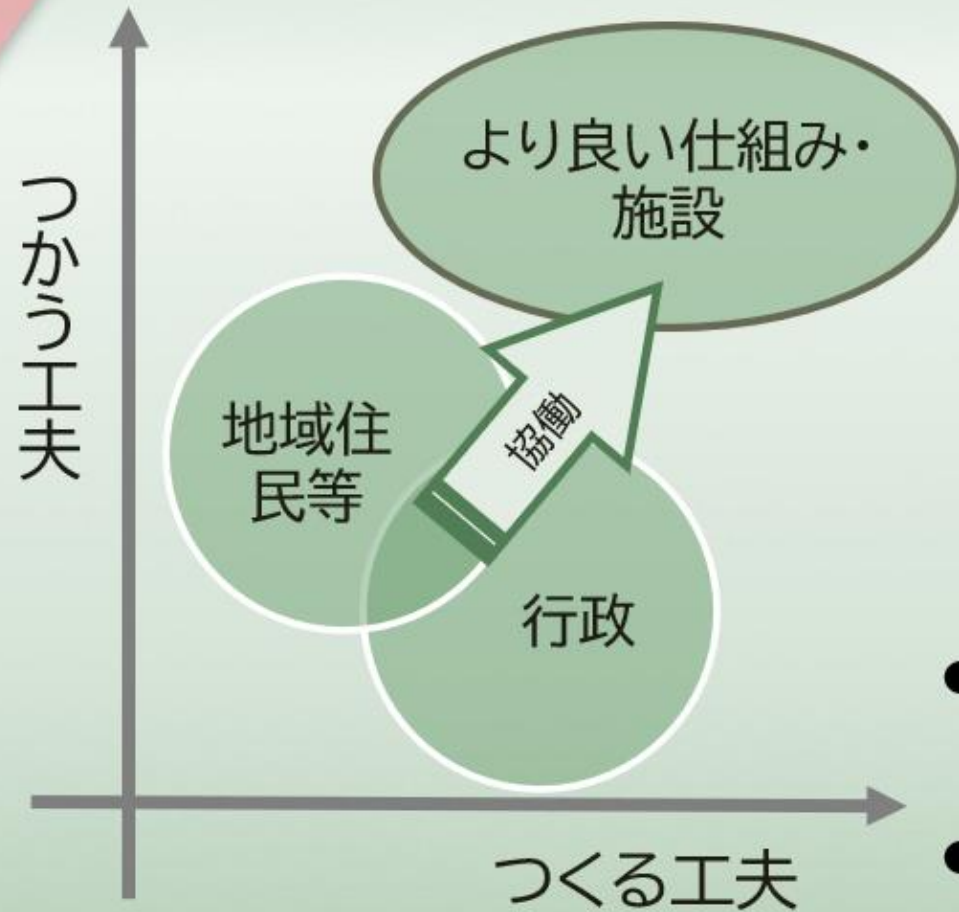 つかう工夫
より良い仕組み・
施設
地域住
民等
協働
行政
つくる工夫